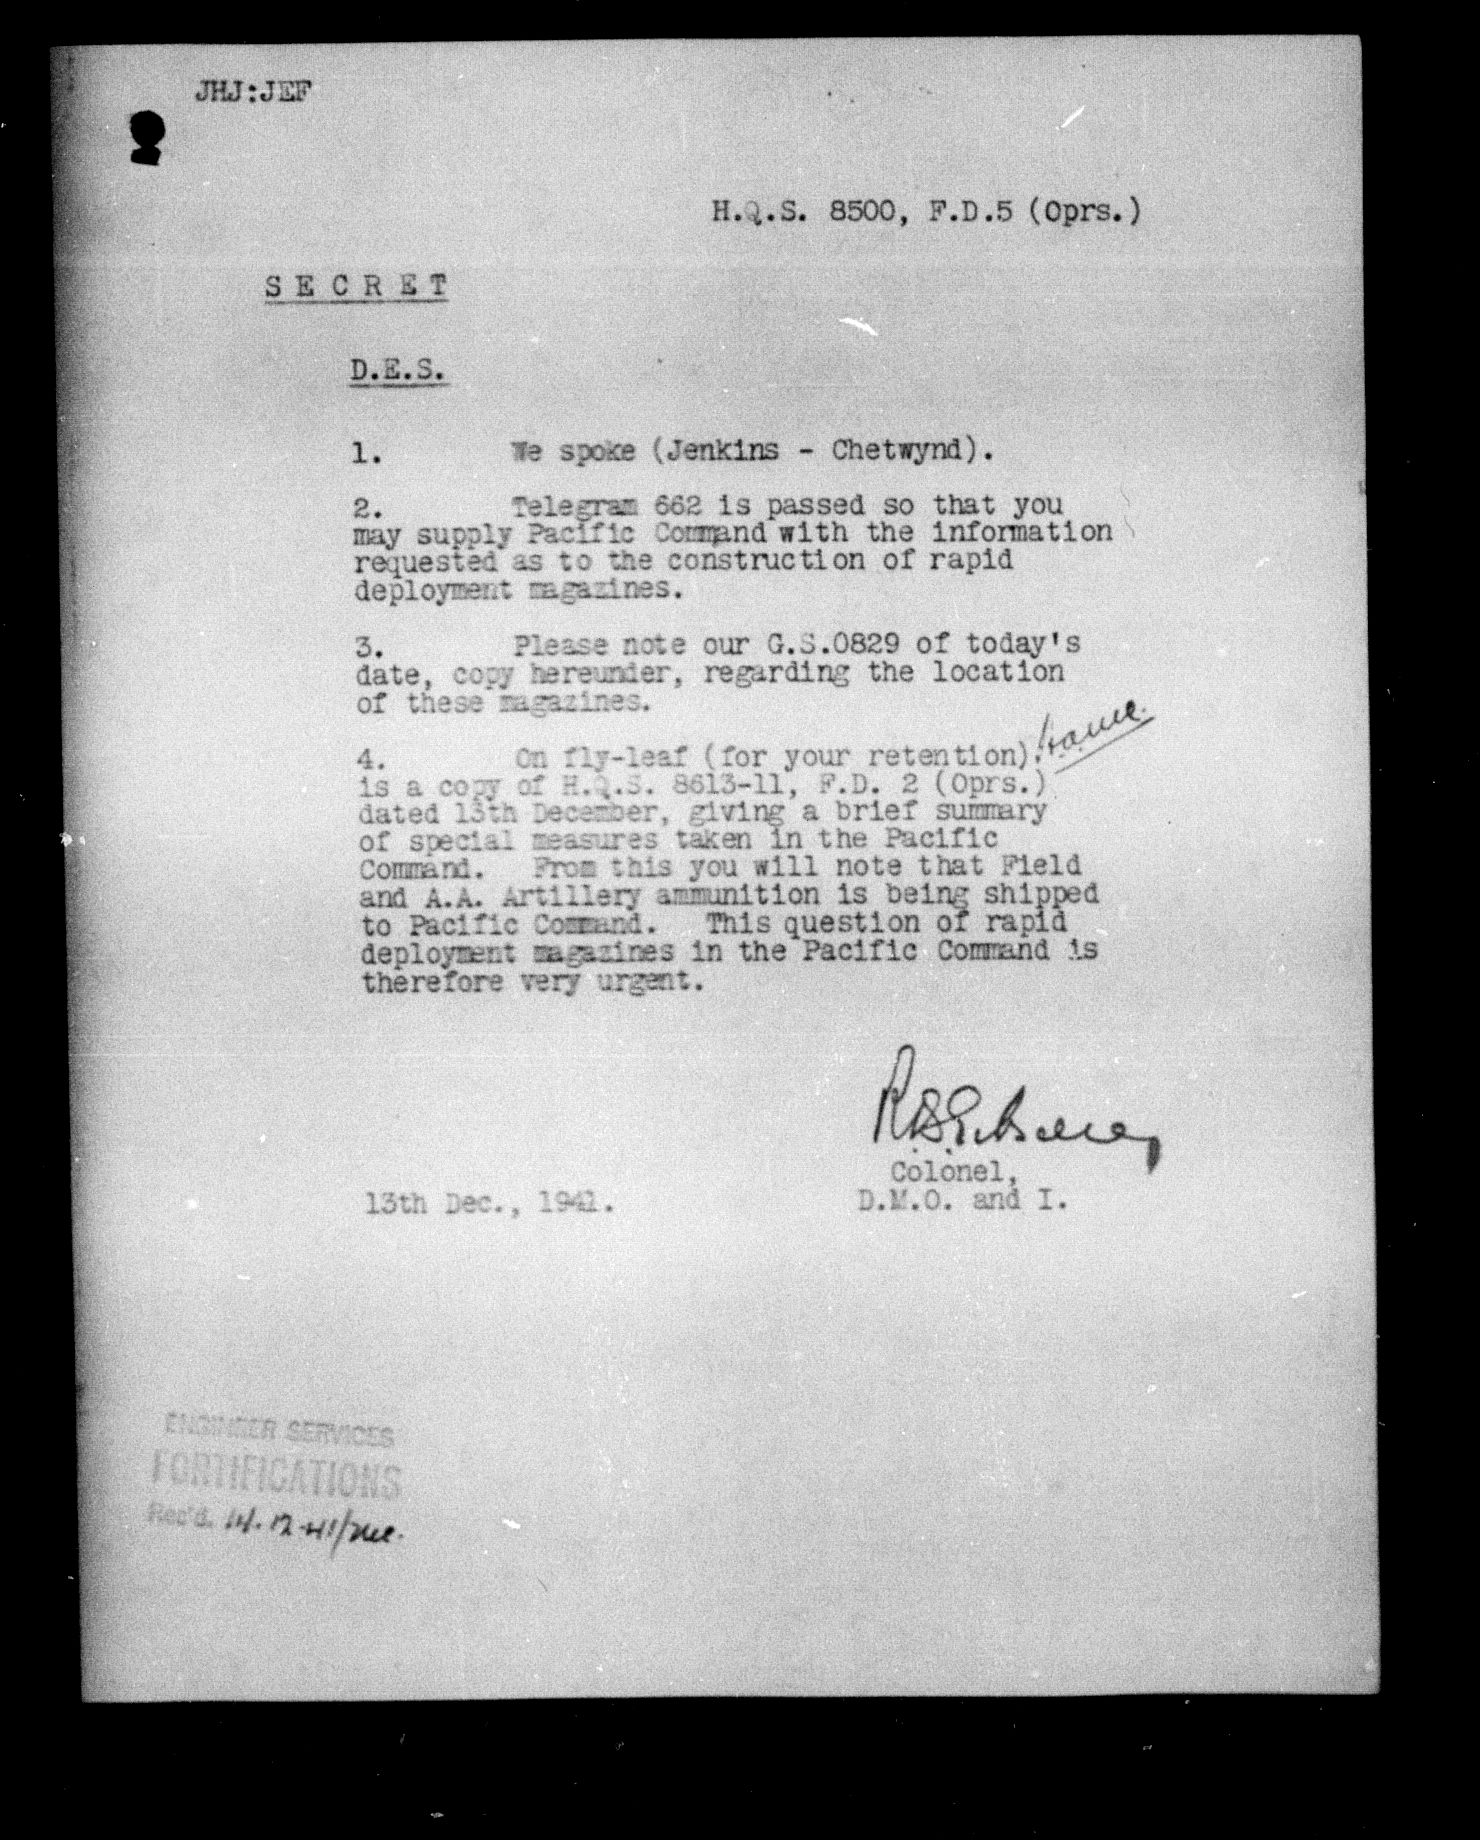 JHJ:JEF
H.Q.S. 8500, F.D.5 (Oprs.)
SECRET
D.E.S.
1. We spoke (Jenkins - Chetwynd).
2. Telegram 662 is passed so that you
may supply Pacific Command with the information
requested as to the construction of rapid
deployment magazines.
3. Please note our G.S.0829 of today's
date, copy hereunder, regarding the location
of these magazines.
4. On fly-leaf (for your retention).
is a copy of H.Q.S. 8613-11, F.D. 2 (Oprs.)
dated 13th December, giving a brief summary
of special measures taken in the Pacific
Command. From this you will note that Field
and A.A. Artillery ammunition is being shipped
to Pacific Command. This question of rapid
deployment magazines in the Pacific Command is
therefore very urgent.
Colonel,
13th Dec., 1941. D.M.O. and I.
ENGINEER SERVICES
FORTIFICATIONS
Rec'd. 14.12.41